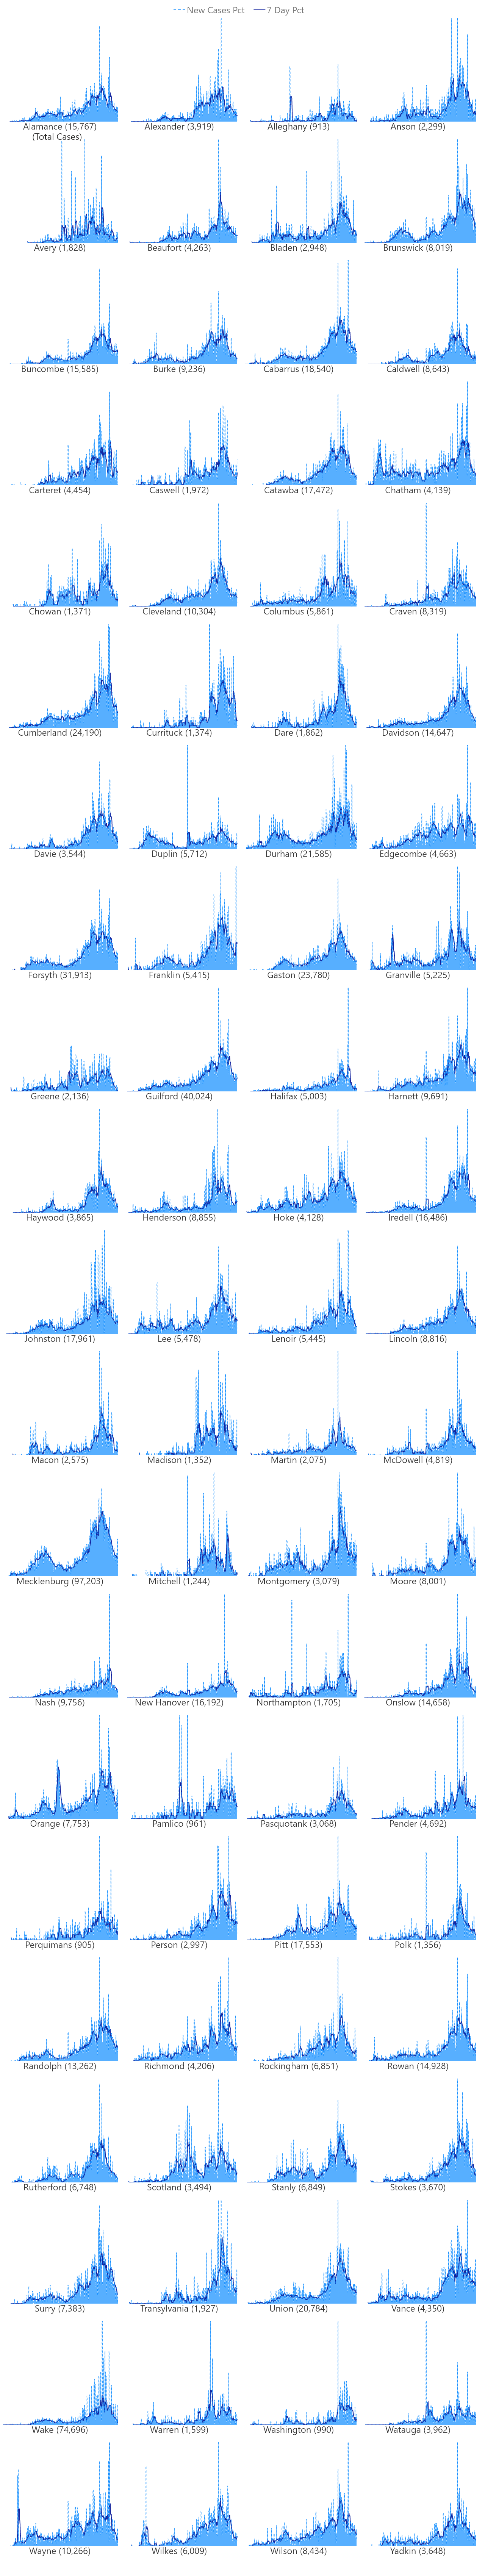 New Cases Pct 7 Day Pct
Alamance (15,767) Alexander (3,919) Alleghany (913) Anson (2,299)
(Total Cases)
Avery (1,828) Beaufort (4,263) Bladen (2,948) Brunswick (8,019)
Buncombe (15,585) Burke (9,236) Cabarrus (18,540) Caldwell (8,643)
Carteret (4,454) Caswell (1,972) Catawba (17,472) Chatham (4,139)
Chowan (1,371) Cleveland (10,304) Columbus (5,861) Craven (8,319)
Cumberland (24,190) Currituck (1,374) Dare (1,862) Davidson (14,647)
Davie (3,544) Duplin (5,712) Durham (21,585) Edgecombe (4,663)
Forsyth (31,913) Franklin (5,415) Gaston (23,780) Granville (5,225)
Greene (2,136) Guilford (40,024) Halifax (5,003) Harnett (9,691)
Haywood (3,865) Henderson (8,855) Hoke (4,128) Iredell (16,486)
Johnston (17,961) Lee (5,478) Lenoir (5,445) Lincoln (8,816)
Macon (2,575) Madison (1,352) Martin (2,075) McDowell (4,819)
Mecklenburg (97,203) Mitchell (1,244) Montgomery (3,079) Moore (8,001)
Nash (9,756) New Hanover (16,192) Northampton (1,705) Onslow (14,658)
Orange (7,753) Pamlico (961) Pasquotank (3,068) Pender (4,692)
Perquimans (905) Person (2,997) Pitt (17,553) Polk (1,356)
Randolph (13,262) Richmond (4,206) Rockingham (6,851) Rowan (14,928)
Rutherford (6,748) Scotland (3,494) Stanly (6,849) Stokes (3,670)
Surry (7,383) Transylvania (1,927) Union (20,784) Vance (4,350)
Wake (74,696) Warren (1,599) Washington (990) Watauga (3,962)
Wayne (10,266) Wilkes (6,009) Wilson (8,434) Yadkin (3,648)